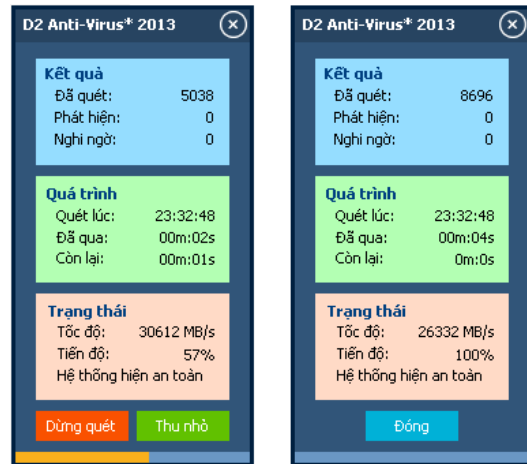 D2 Anti-Virus* 2013
Kết quả
Đã quét: 5038
Phát hiện: 0
Nghi ngờ: 0
Quá trình
Quét lúc: 23:32:48
Đã qua: 00m:02s
Còn lại: 00m:01s
Trạng thái
Tốc độ: 30612 MB/s
Tiến độ: 57%
Hệ thống hiện an toàn
Dừng quét Thu nhỏ
D2 Anti-Virus* 2013
Kết quả
Đã quét: 8696
Phát hiện: 0
Nghi ngờ: 0
Quá trình
Quét lúc: 23:32:48
Đã qua: 00m:04s
Còn lại: 0m:0s
Trạng thái
Tốc độ: 26332 MB/s
Tiến độ: 100%
Hệ thống hiện an toàn
Đóng